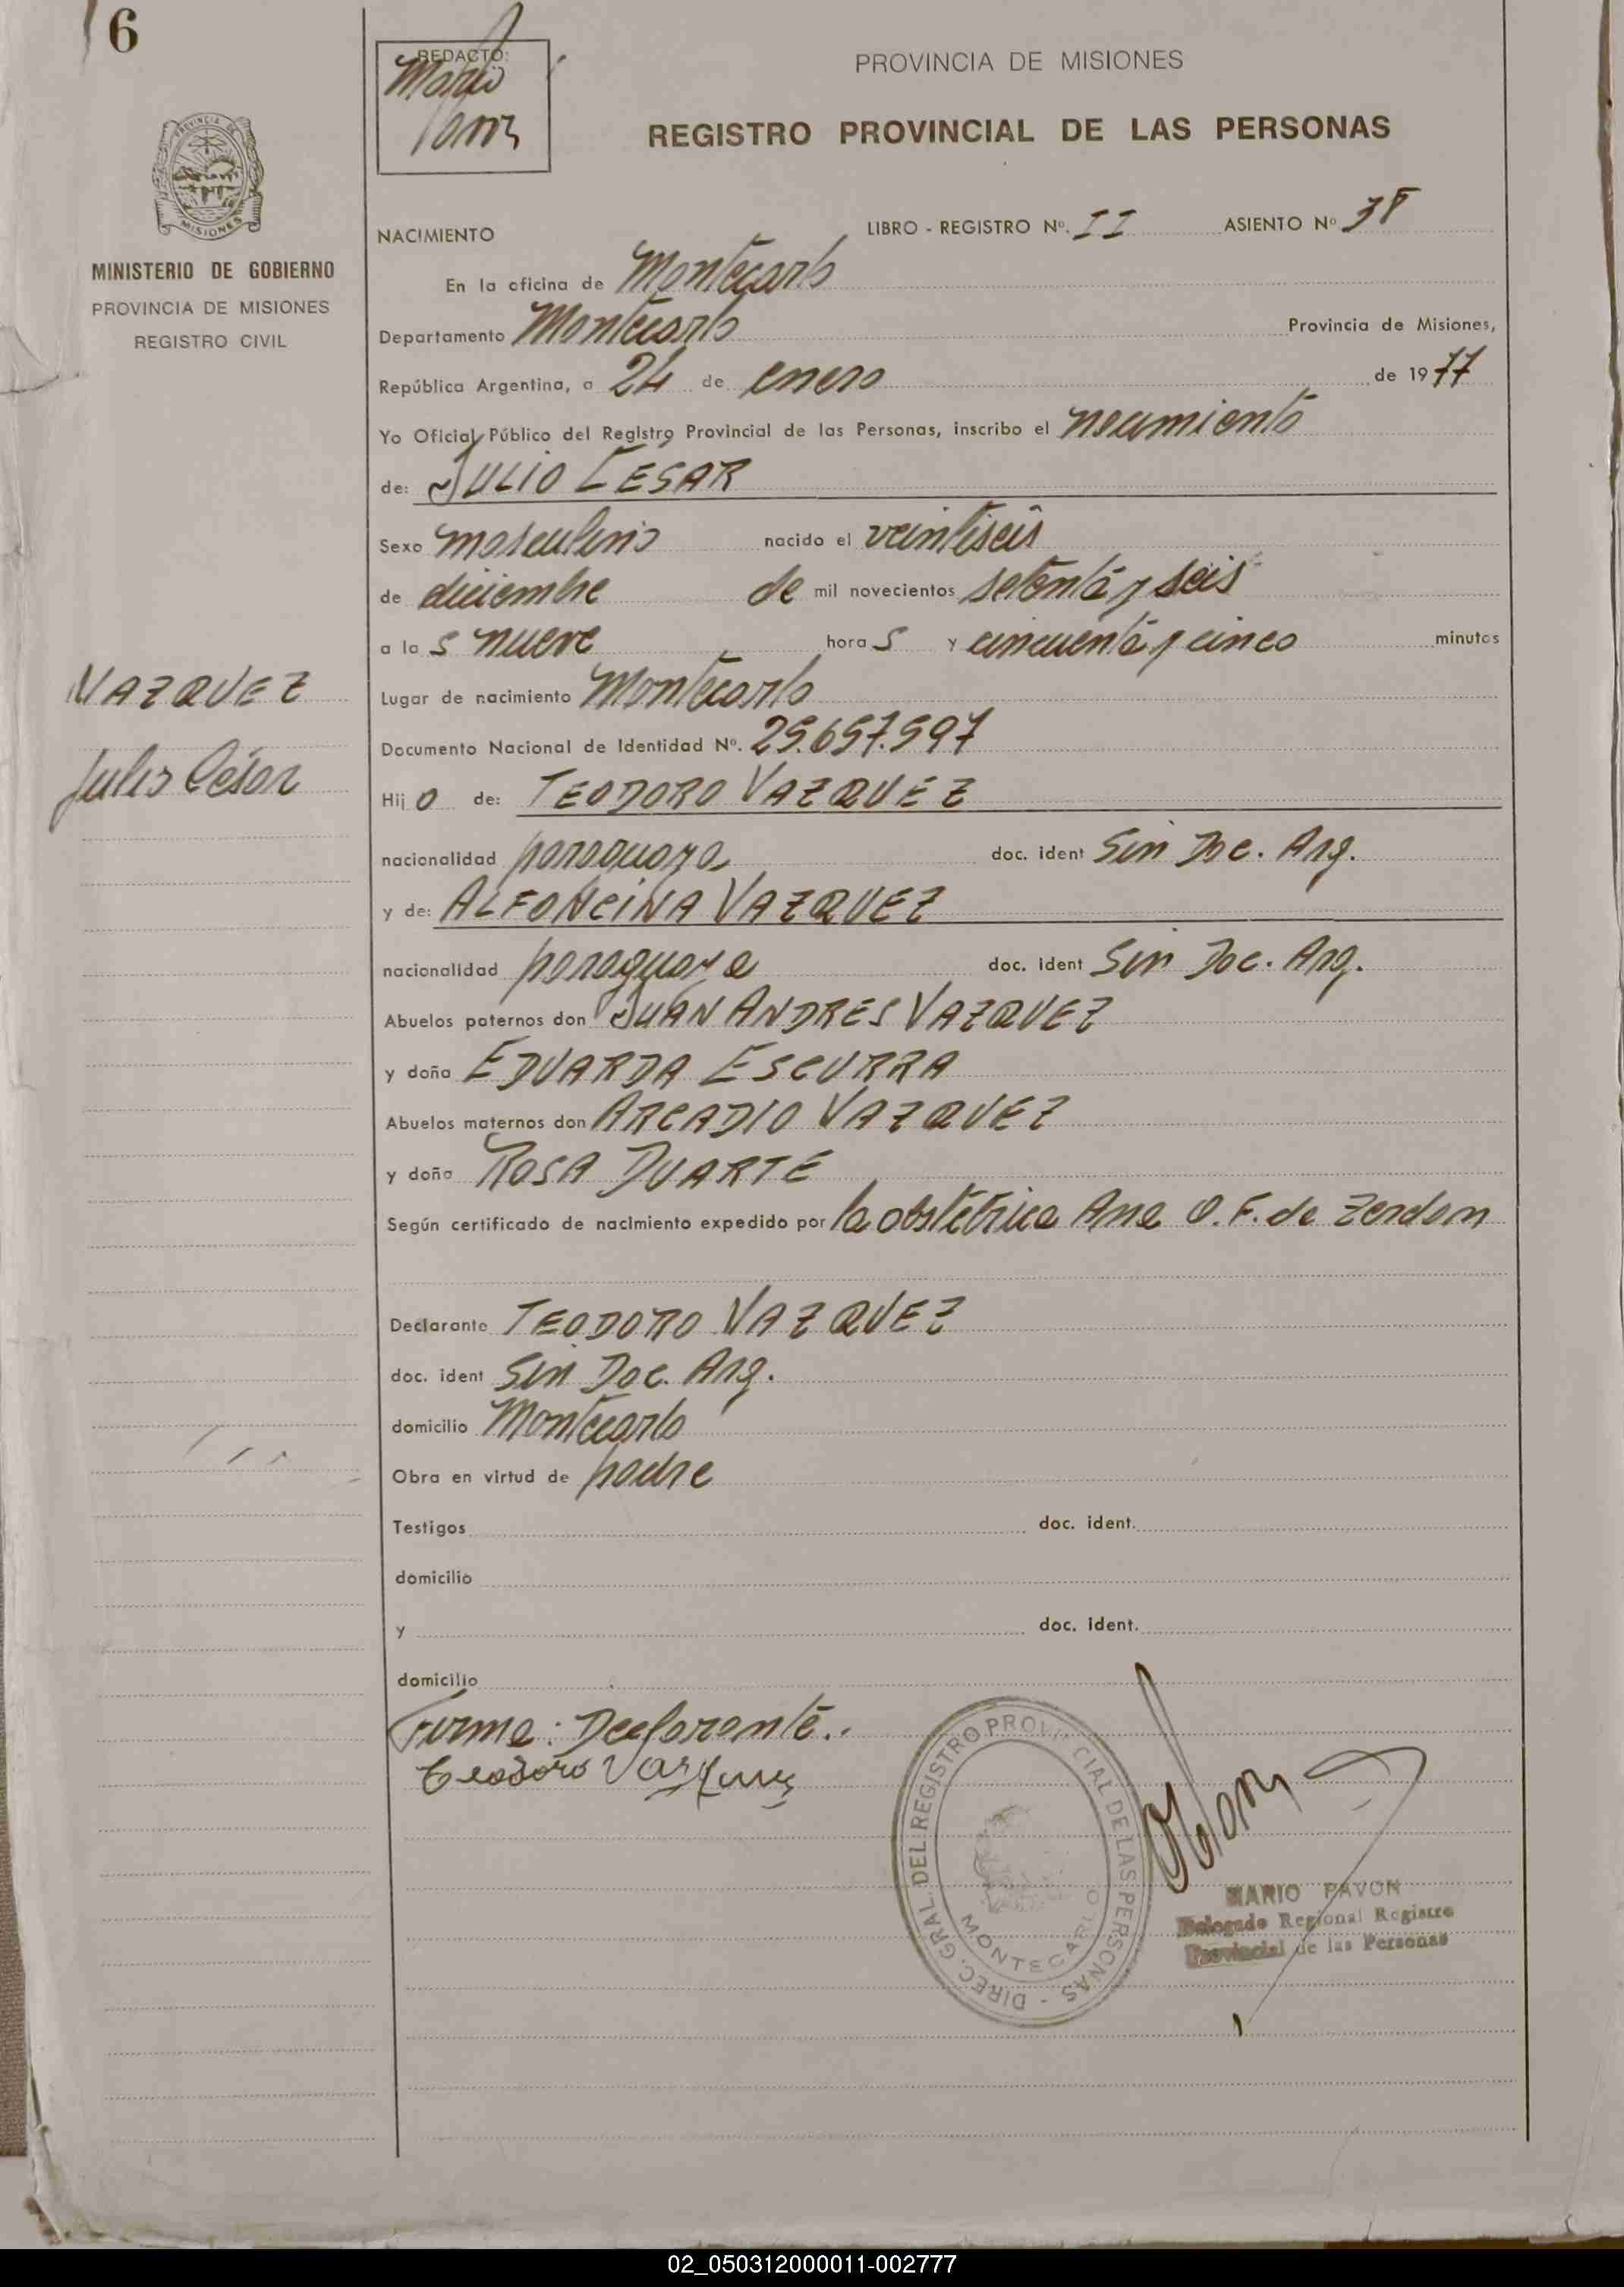 6
REDACTO:
Mario
PROVINCIA DE MISIONES
REGISTRO PROVINCIAL DE LAS PERSONAS
PROVINCIA DE
MISIONES
MINISTERIO DE GOBIERNO
PROVINCIA DE MISIONES
REGISTRO CIVIL
NACIMIENTO
LIBRO - REGISTRO Nº. II ASIENTO Nº 38
En la oficina de Montecarlo
Departamento Montecarlo Provincia de Misiones,
República Argentina, a 24 de enero de 1977
Yo Oficial Público del Registro Provincial de las Personas, inscribo el nacimiento
de: JULIO CÉSAR
Sexo masculino nacido el veintiseis
de diciembre de mil novecientos setenta y seis
a la s nueve hora s y cincuenta y cinco minutos
VAZQUEZ
Julio César
Lugar de nacimiento Montecarlo
Documento Nacional de Identidad Nº. 25.657.597
Hij o de: TEODORO VAZQUEZ
nacionalidad paraguaya doc. ident Sin Doc. Arg.
y de: ALFONCINA VAZQUEZ
nacionalidad paraguaya doc. ident Sin Doc. Arg.
Abuelos paternos don JUAN ANDRES VAZQUEZ
y doña EDUARDA ESCURRA
Abuelos maternos don ARCADIO VAZQUEZ
y doña ROSA DUARTE
Según certificado de nacimiento expedido por la obstétrica Ana O. F. de Zerdan
Declarante TEODORO VAZQUEZ
doc. ident Sin Doc. Arg.
domicilio Montecarlo
Obra en virtud de padre
Testigos doc. ident.
domicilio
y doc. ident.
domicilio
Firma: Declarante.
Teodoro Vazquez
DIREC. GRAL. DEL REGISTRO PROVINCIAL DE LAS PERSONAS -
MONTECARLO
MARIO PAVON
Delegado Regional Registro
Provincial de las Personas
02_050312000011-002777